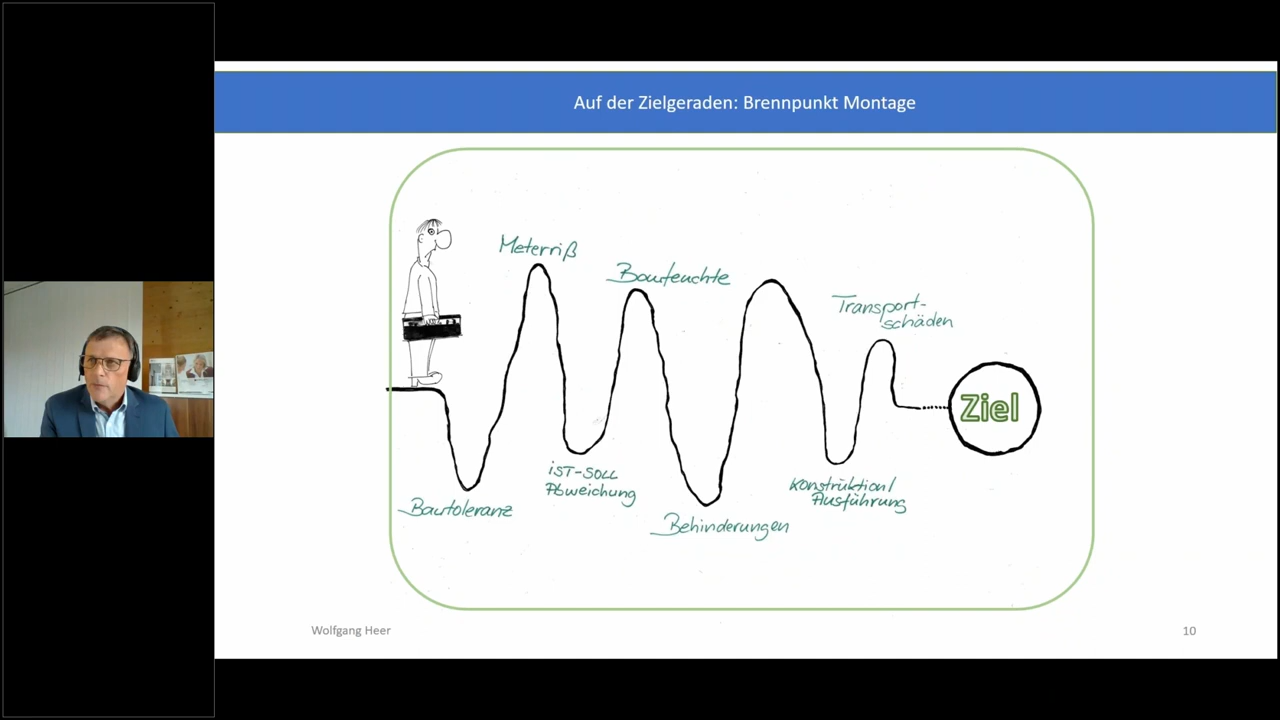 Auf der Zielgeraden: Brennpunkt Montage
Meterriß
Baufeuchte
Transport-
schäden
Ziel
iST-SOLL
Abweichung
Konstruktion/
Ausführung
Bautoleranz
Behinderungen
Wolfgang Heer
10